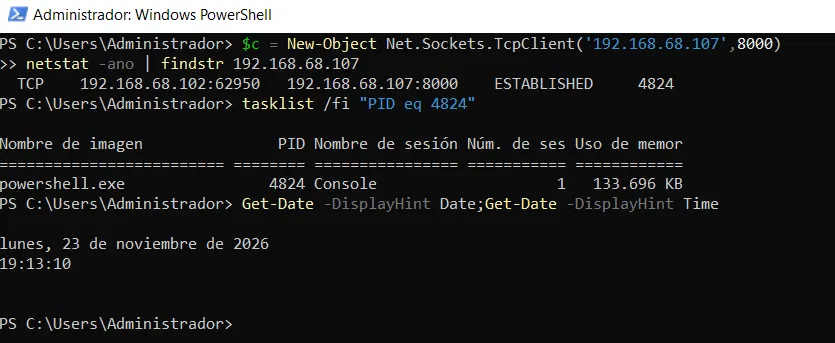 Administrador: Windows PowerShell
PS C:\Users\Administrador> $c = New-Object Net.Sockets.TcpClient('192.168.68.107',8000)
>> netstat -ano | findstr 192.168.68.107
  TCP    192.168.68.102:62950   192.168.68.107:8000    ESTABLISHED     4824
PS C:\Users\Administrador> tasklist /fi "PID eq 4824"

Nombre de imagen               PID Nombre de sesión Núm. de ses Uso de memor
========================= ======== ================ =========== ============
powershell.exe                4824 Console                    1   133.696 KB
PS C:\Users\Administrador> Get-Date -DisplayHint Date;Get-Date -DisplayHint Time

lunes, 23 de noviembre de 2026
19:13:10

PS C:\Users\Administrador>